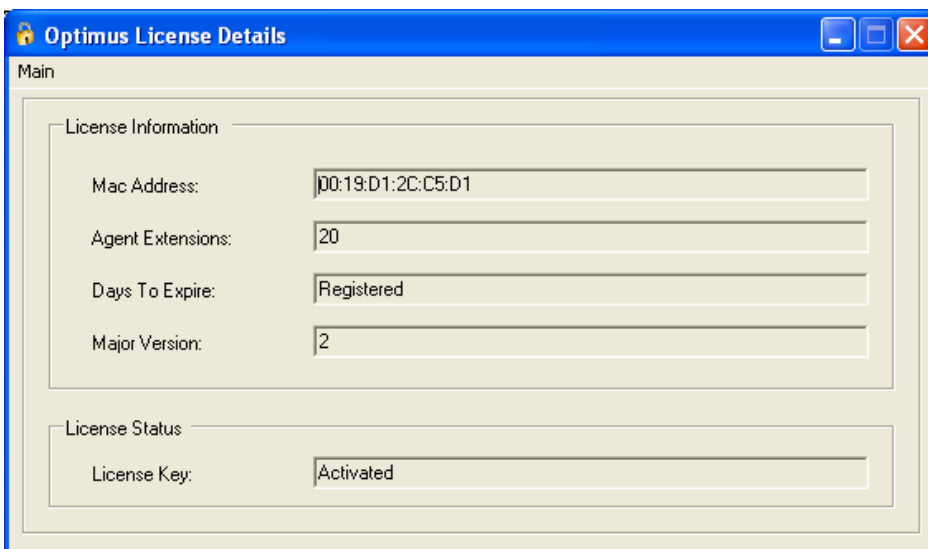 Optimus License Details
Main
License Information
Mac Address: 00:19:D1:2C:C5:D1
Agent Extensions: 20
Days To Expire: Registered
Major Version: 2
License Status
License Key: Activated